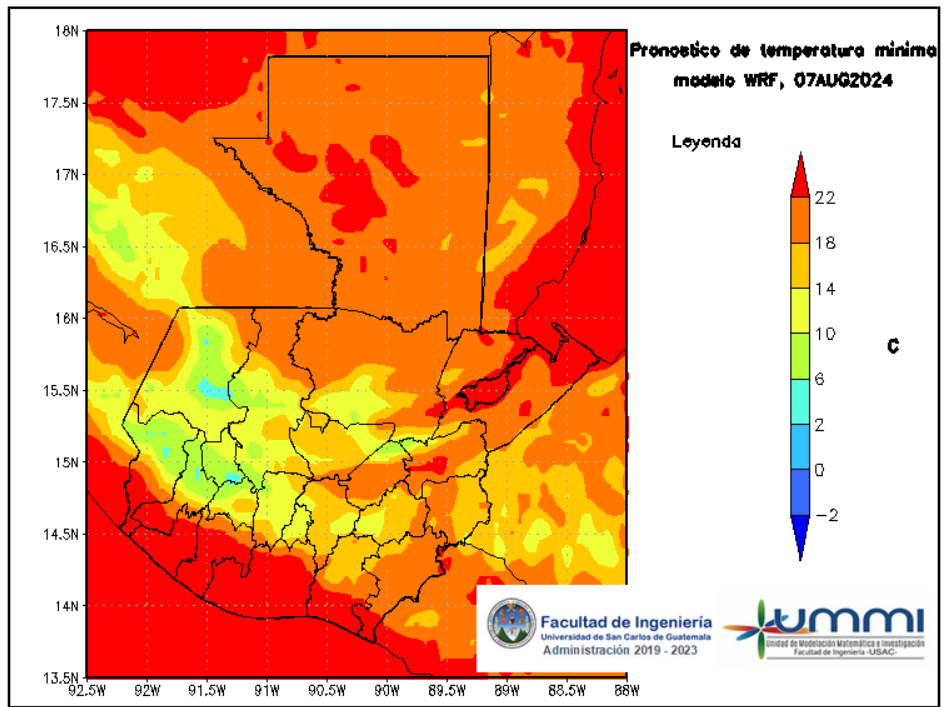 Pronostico de temperatura minima
modelo WRF, 07AUG2024
Leyenda
22
18
14
10
6
2
0
-2
C
18N
17.5N
17N
16.5N
16N
15.5N
15N
14.5N
14N
13.5N
92.5W
92W
91.5W
91W
90.5W
90W
89.5W
89W
88.5W
88W
Facultad de Ingeniería
Universidad de San Carlos de Guatemala
Administración 2019 - 2023
UMMI
Unidad de Modelación Matemática e Investigación
Facultad de Ingeniería -USAC-